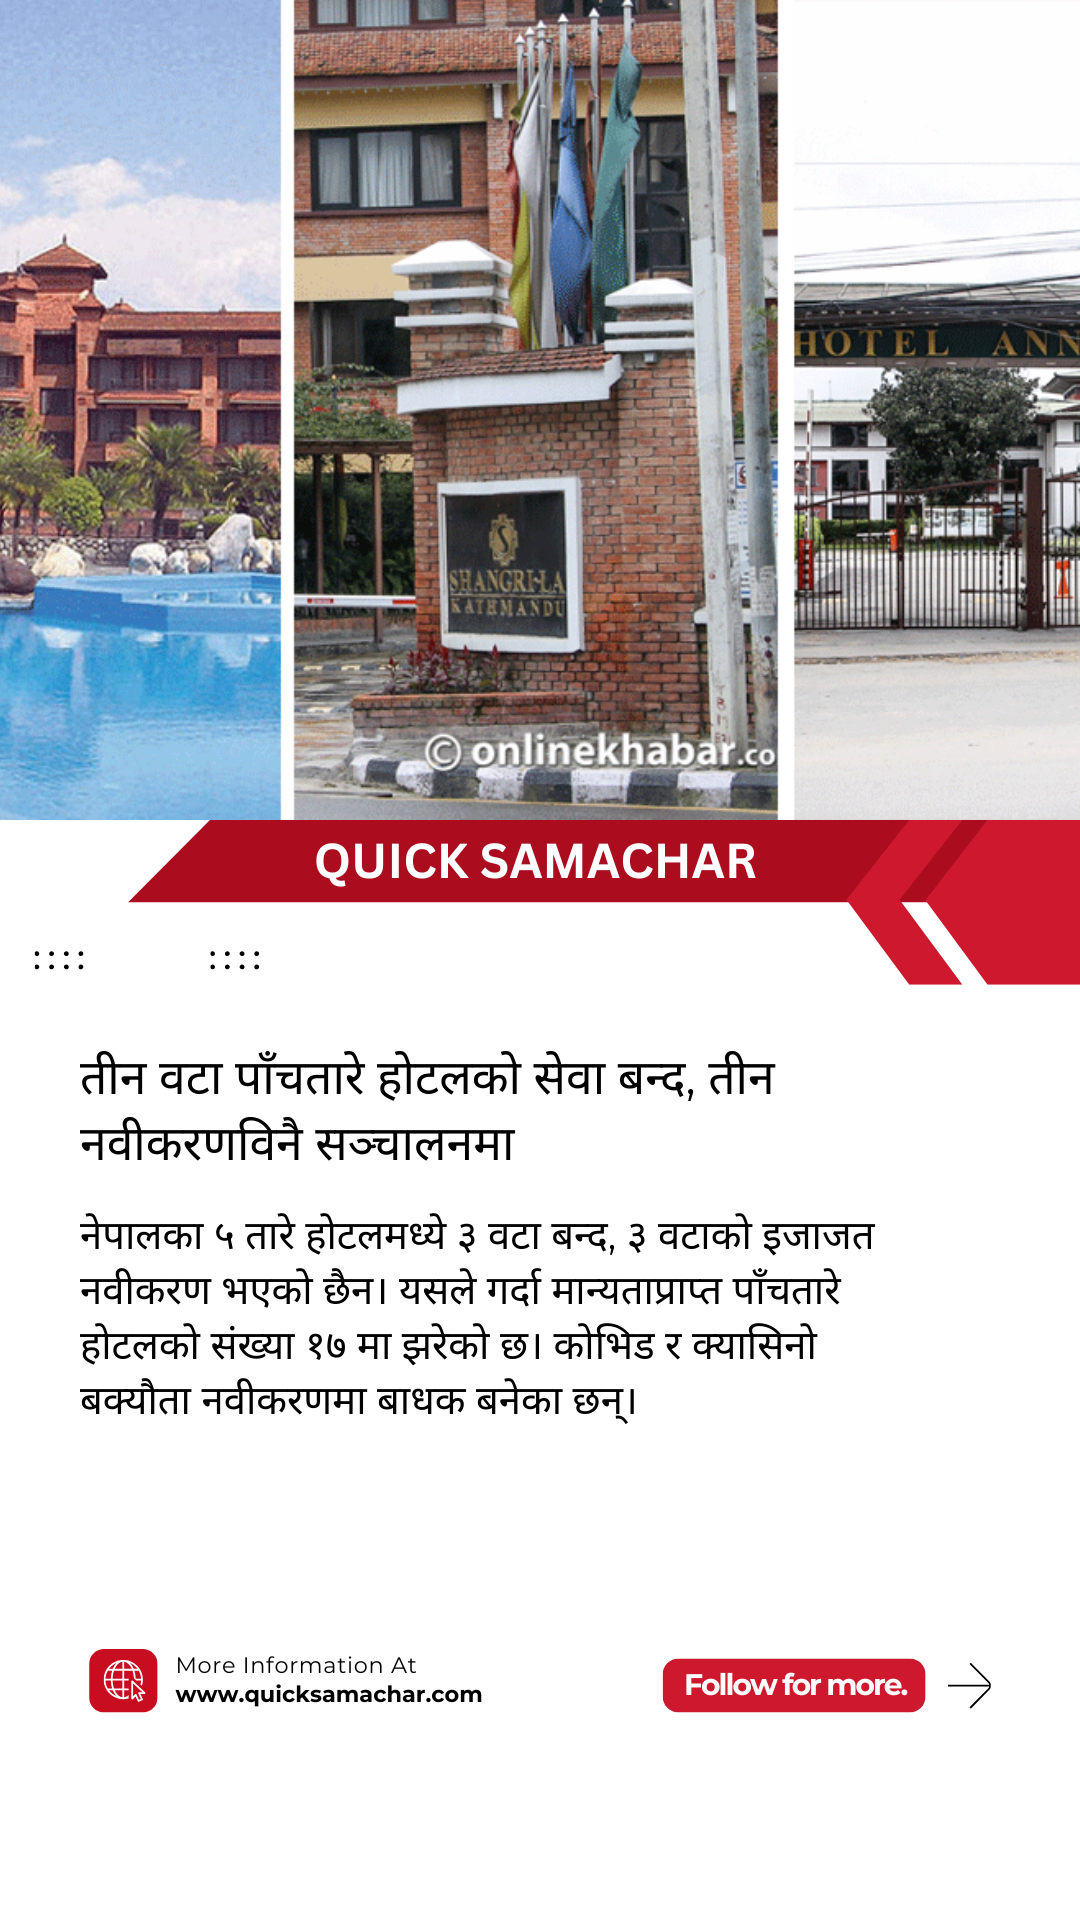 HOTEL ANN
SHANGRI-LA
KATHMANDU
© onlinekhabar.co
QUICK SAMACHAR
तीन वटा पाँचतारे होटलको सेवा बन्द, तीन
नवीकरणविनै सञ्चालनमा
नेपालका ५ तारे होटलमध्ये ३ वटा बन्द, ३ वटाको इजाजत
नवीकरण भएको छैन। यसले गर्दा मान्यताप्राप्त पाँचतारे
होटलको संख्या १७ मा झरेको छ। कोभिड र क्यासिनो
बक्यौता नवीकरणमा बाधक बनेका छन्।
More Information At
www.quicksamachar.com
Follow for more.